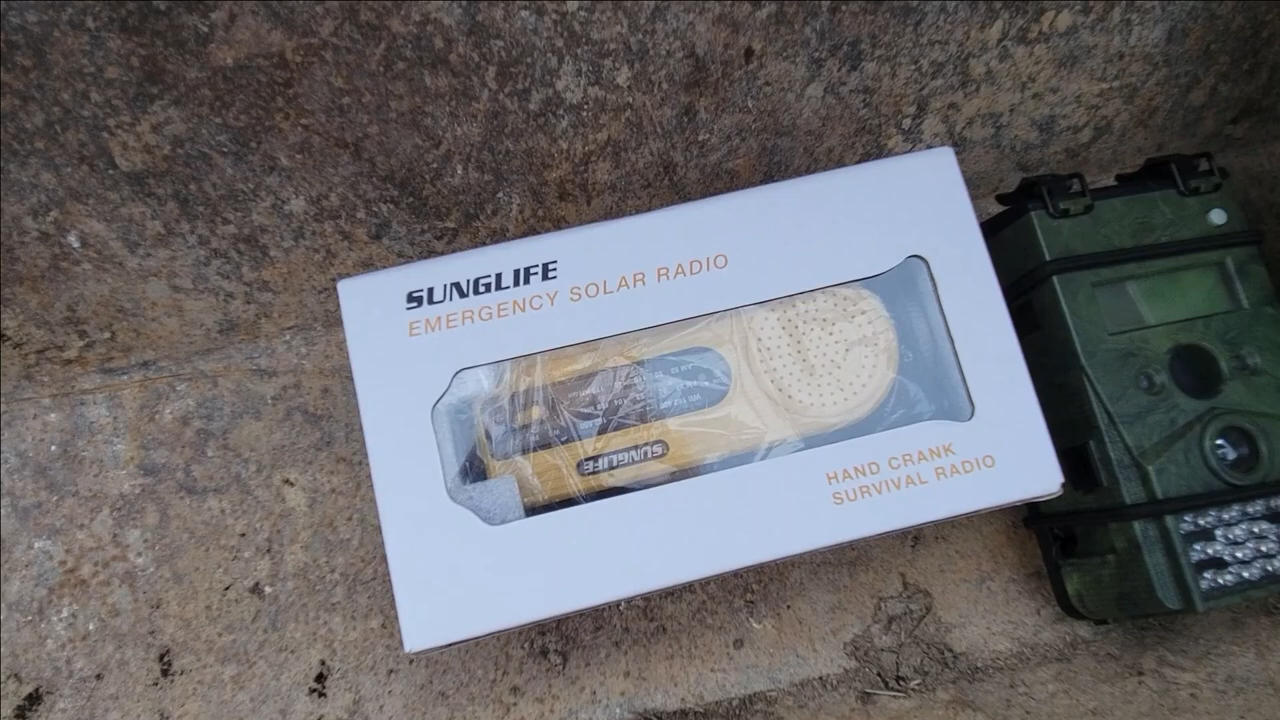 SUNGLIFE
EMERGENCY SOLAR RADIO
SUNGLIFE
HAND CRANK
SURVIVAL RADIO